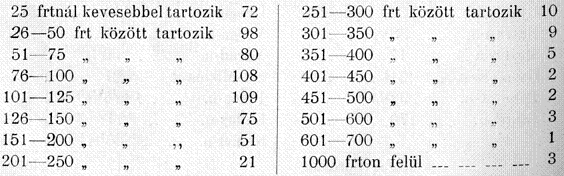 25 frtnál kevesebbel tartozik 72
26—50 frt között tartozik 98
51—75 „ „ „ 80
76—100 „ „ „ 108
101—125 „ „ „ 109
126—150 „ „ „ 75
151—200 „ „ ,, 51
201—250 „ „ „ 21
251—300 frt között tartozik 10
301—350 „ „ „ 9
351—400 „ „ „ 5
401—450 „ „ „ 2
451—500 „ „ „ 2
501—600 „ „ „ 3
601—700 „ „ „ 1
1000 frton felül — — — — 3